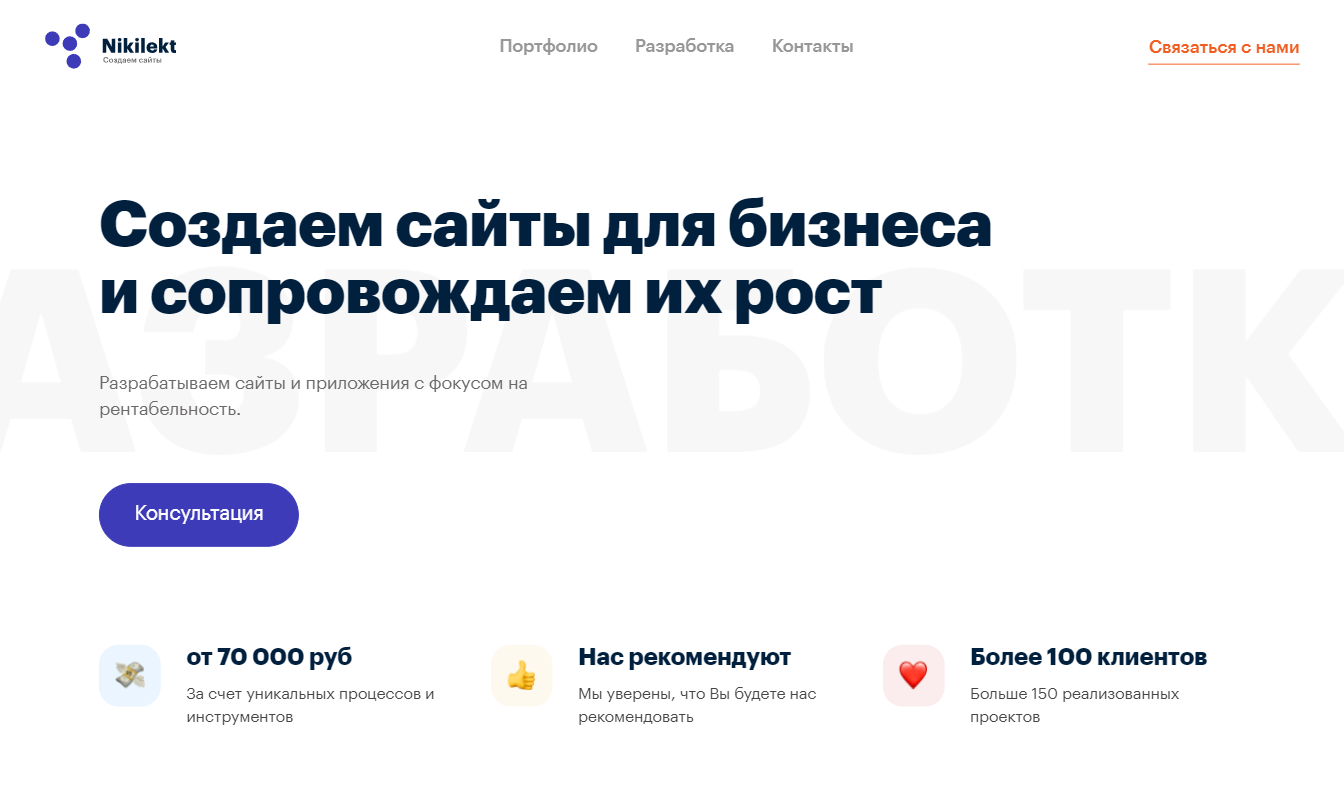 Nikilekt
Создаем сайты
Портфолио
Разработка
Контакты
Связаться с нами
Создаем сайты для бизнеса
и сопровождаем их рост
АЗРАБОТК
Разрабатываем сайты и приложения с фокусом на
рентабельность.
Консультация
от 70 000 руб
За счет уникальных процессов и
инструментов
Нас рекомендуют
Мы уверены, что Вы будете нас
рекомендовать
Более 100 клиентов
Больше 150 реализованных
проектов